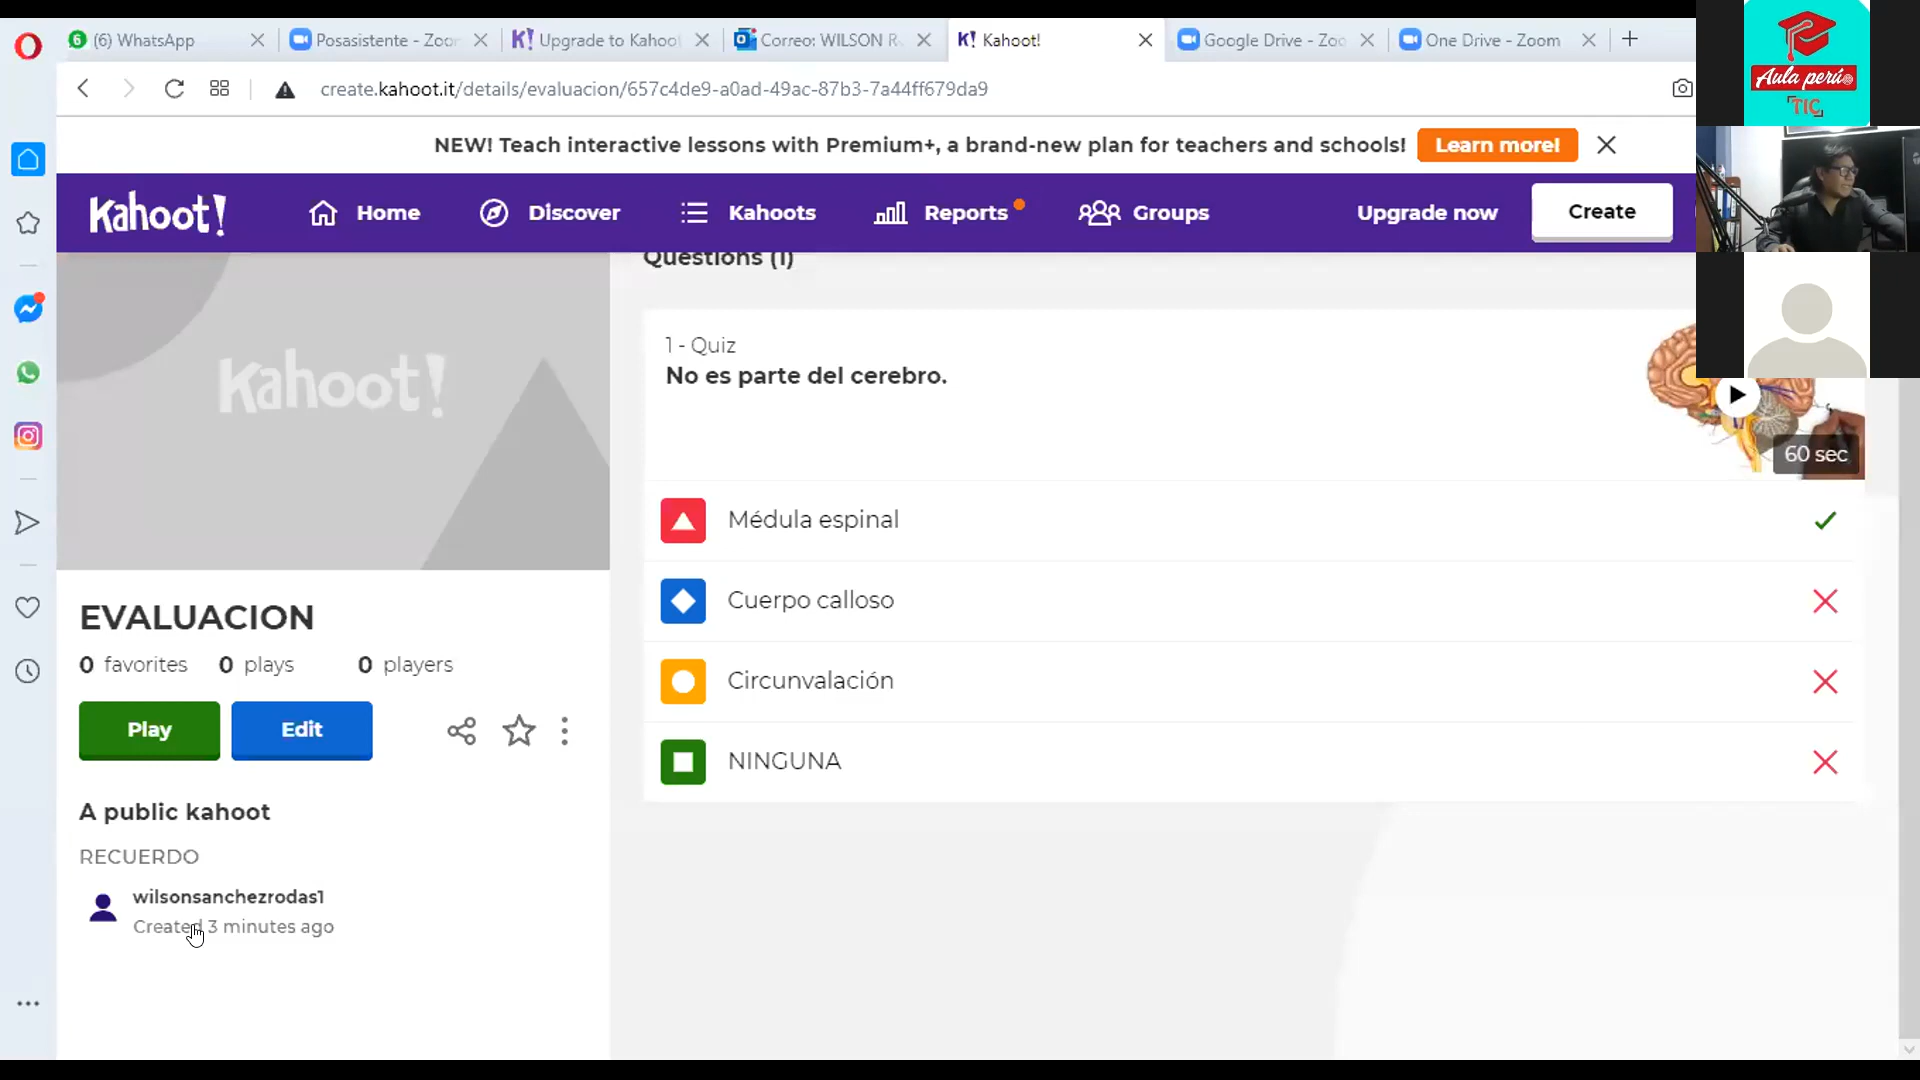 (6) WhatsApp
Posasistente - Zoo
Upgrade to Kahoo
Correo: WILSON R
K! Kahoot!
Google Drive - Zoo
One Drive - Zoom
create.kahoot.it/details/evaluacion/657c4de9-a0ad-49ac-87b3-7a44ff679da9
NEW! Teach interactive lessons with Premium+, a brand-new plan for teachers and schools!
Learn more!
Kahoot!
Home
Discover
Kahoots
Reports
Groups
Upgrade now
Create
Aula perú
TIC
Kahoot!
Questions (1)
1 - Quiz
No es parte del cerebro.
60 sec
Médula espinal
Cuerpo calloso
Circunvalación
NINGUNA
EVALUACION
0 favorites 0 plays 0 players
Play
Edit
A public kahoot
RECUERDO
wilsonsanchezrodas1
Created 3 minutes ago